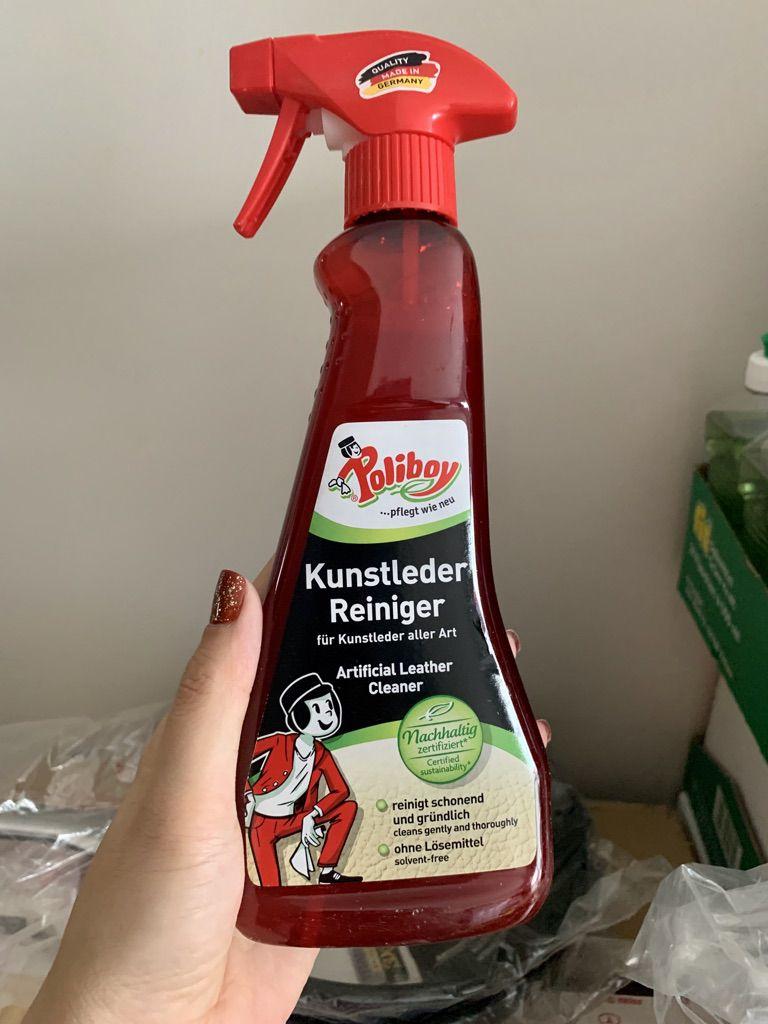 QUALITY
MADE IN
GERMANY
Poliboy
®
...pflegt wie neu
Kunstleder
Reiniger
für Kunstleder aller Art
Artificial Leather
Cleaner
Nachhaltig
zertifiziert*
Certified
sustainability*
reinigt schonend
und gründlich
cleans gently and thoroughly
ohne Lösemittel
solvent-free